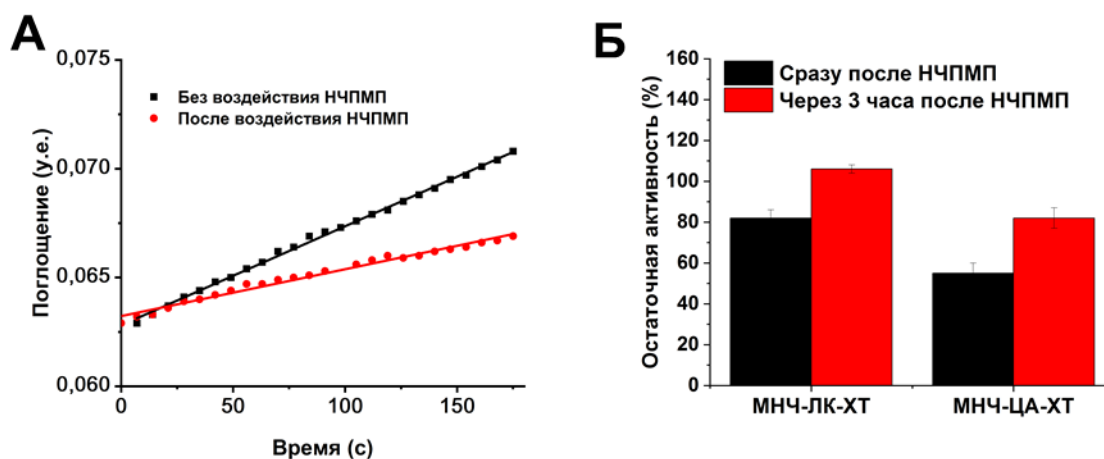 А
0,075
0,070
0,065
0,060
Поглощение (у.е.)
Без воздействия НЧПМП
После воздействия НЧПМП
0
50
100
150
Время (с)
Б
160
140
120
100
80
60
40
20
0
Остаточная активность (%)
Сразу после НЧПМП
Через 3 часа после НЧПМП
МНЧ-ЛК-ХТ
МНЧ-ЦА-ХТ